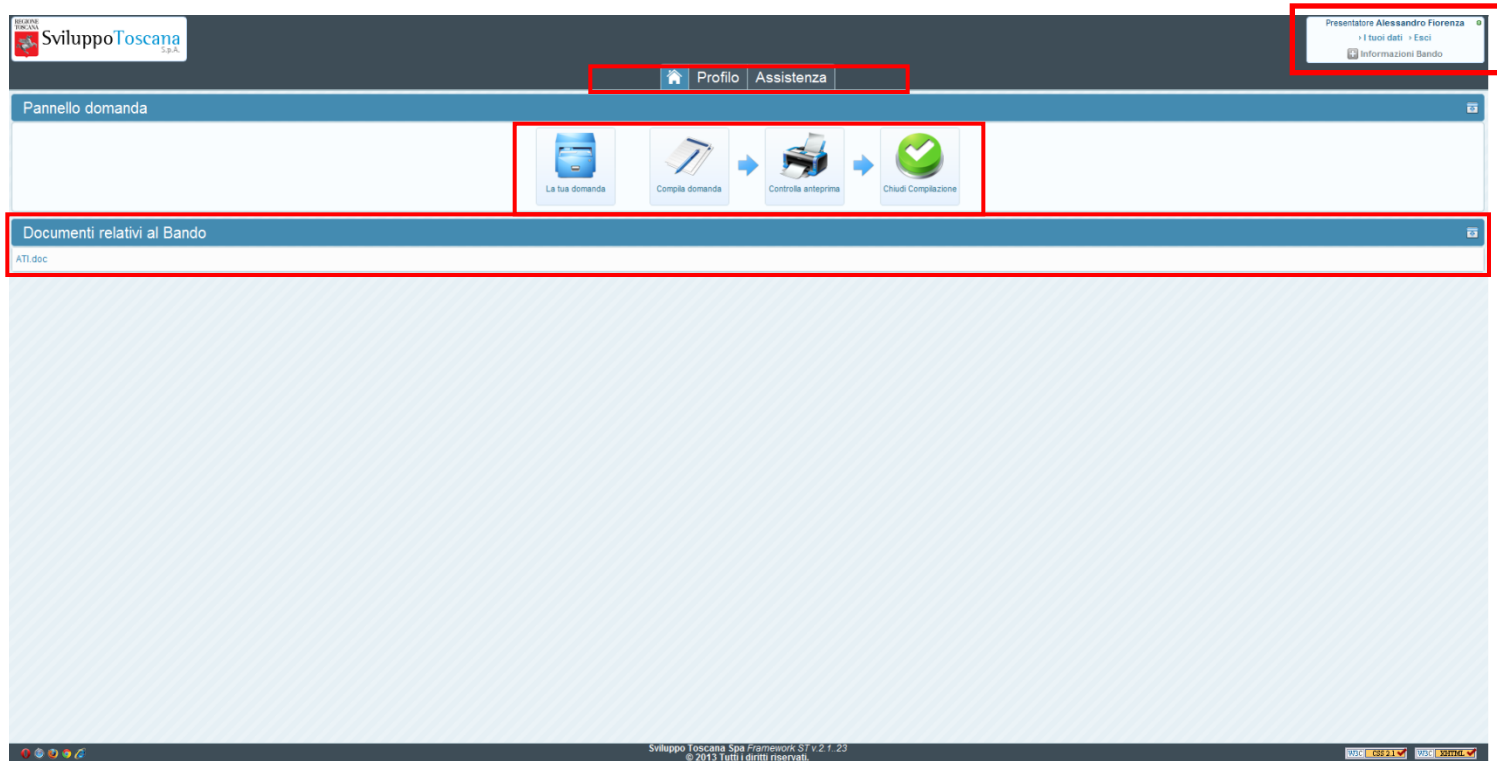 REGIONE
TOSCANA
SviluppoToscana
S.p.A.
Presentatore Alessandro Fiorenza
› I tuoi dati › Esci
Informazioni Bando
Profilo Assistenza
Pannello domanda
La tua domanda
Compila domanda
Controlla anteprima
Chiudi Compilazione
Documenti relativi al Bando
ATI.doc
Sviluppo Toscana Spa Framework ST v.2.1..23
© 2013 Tutti i diritti riservati.
W3C CSS 2.1
W3C XHTML